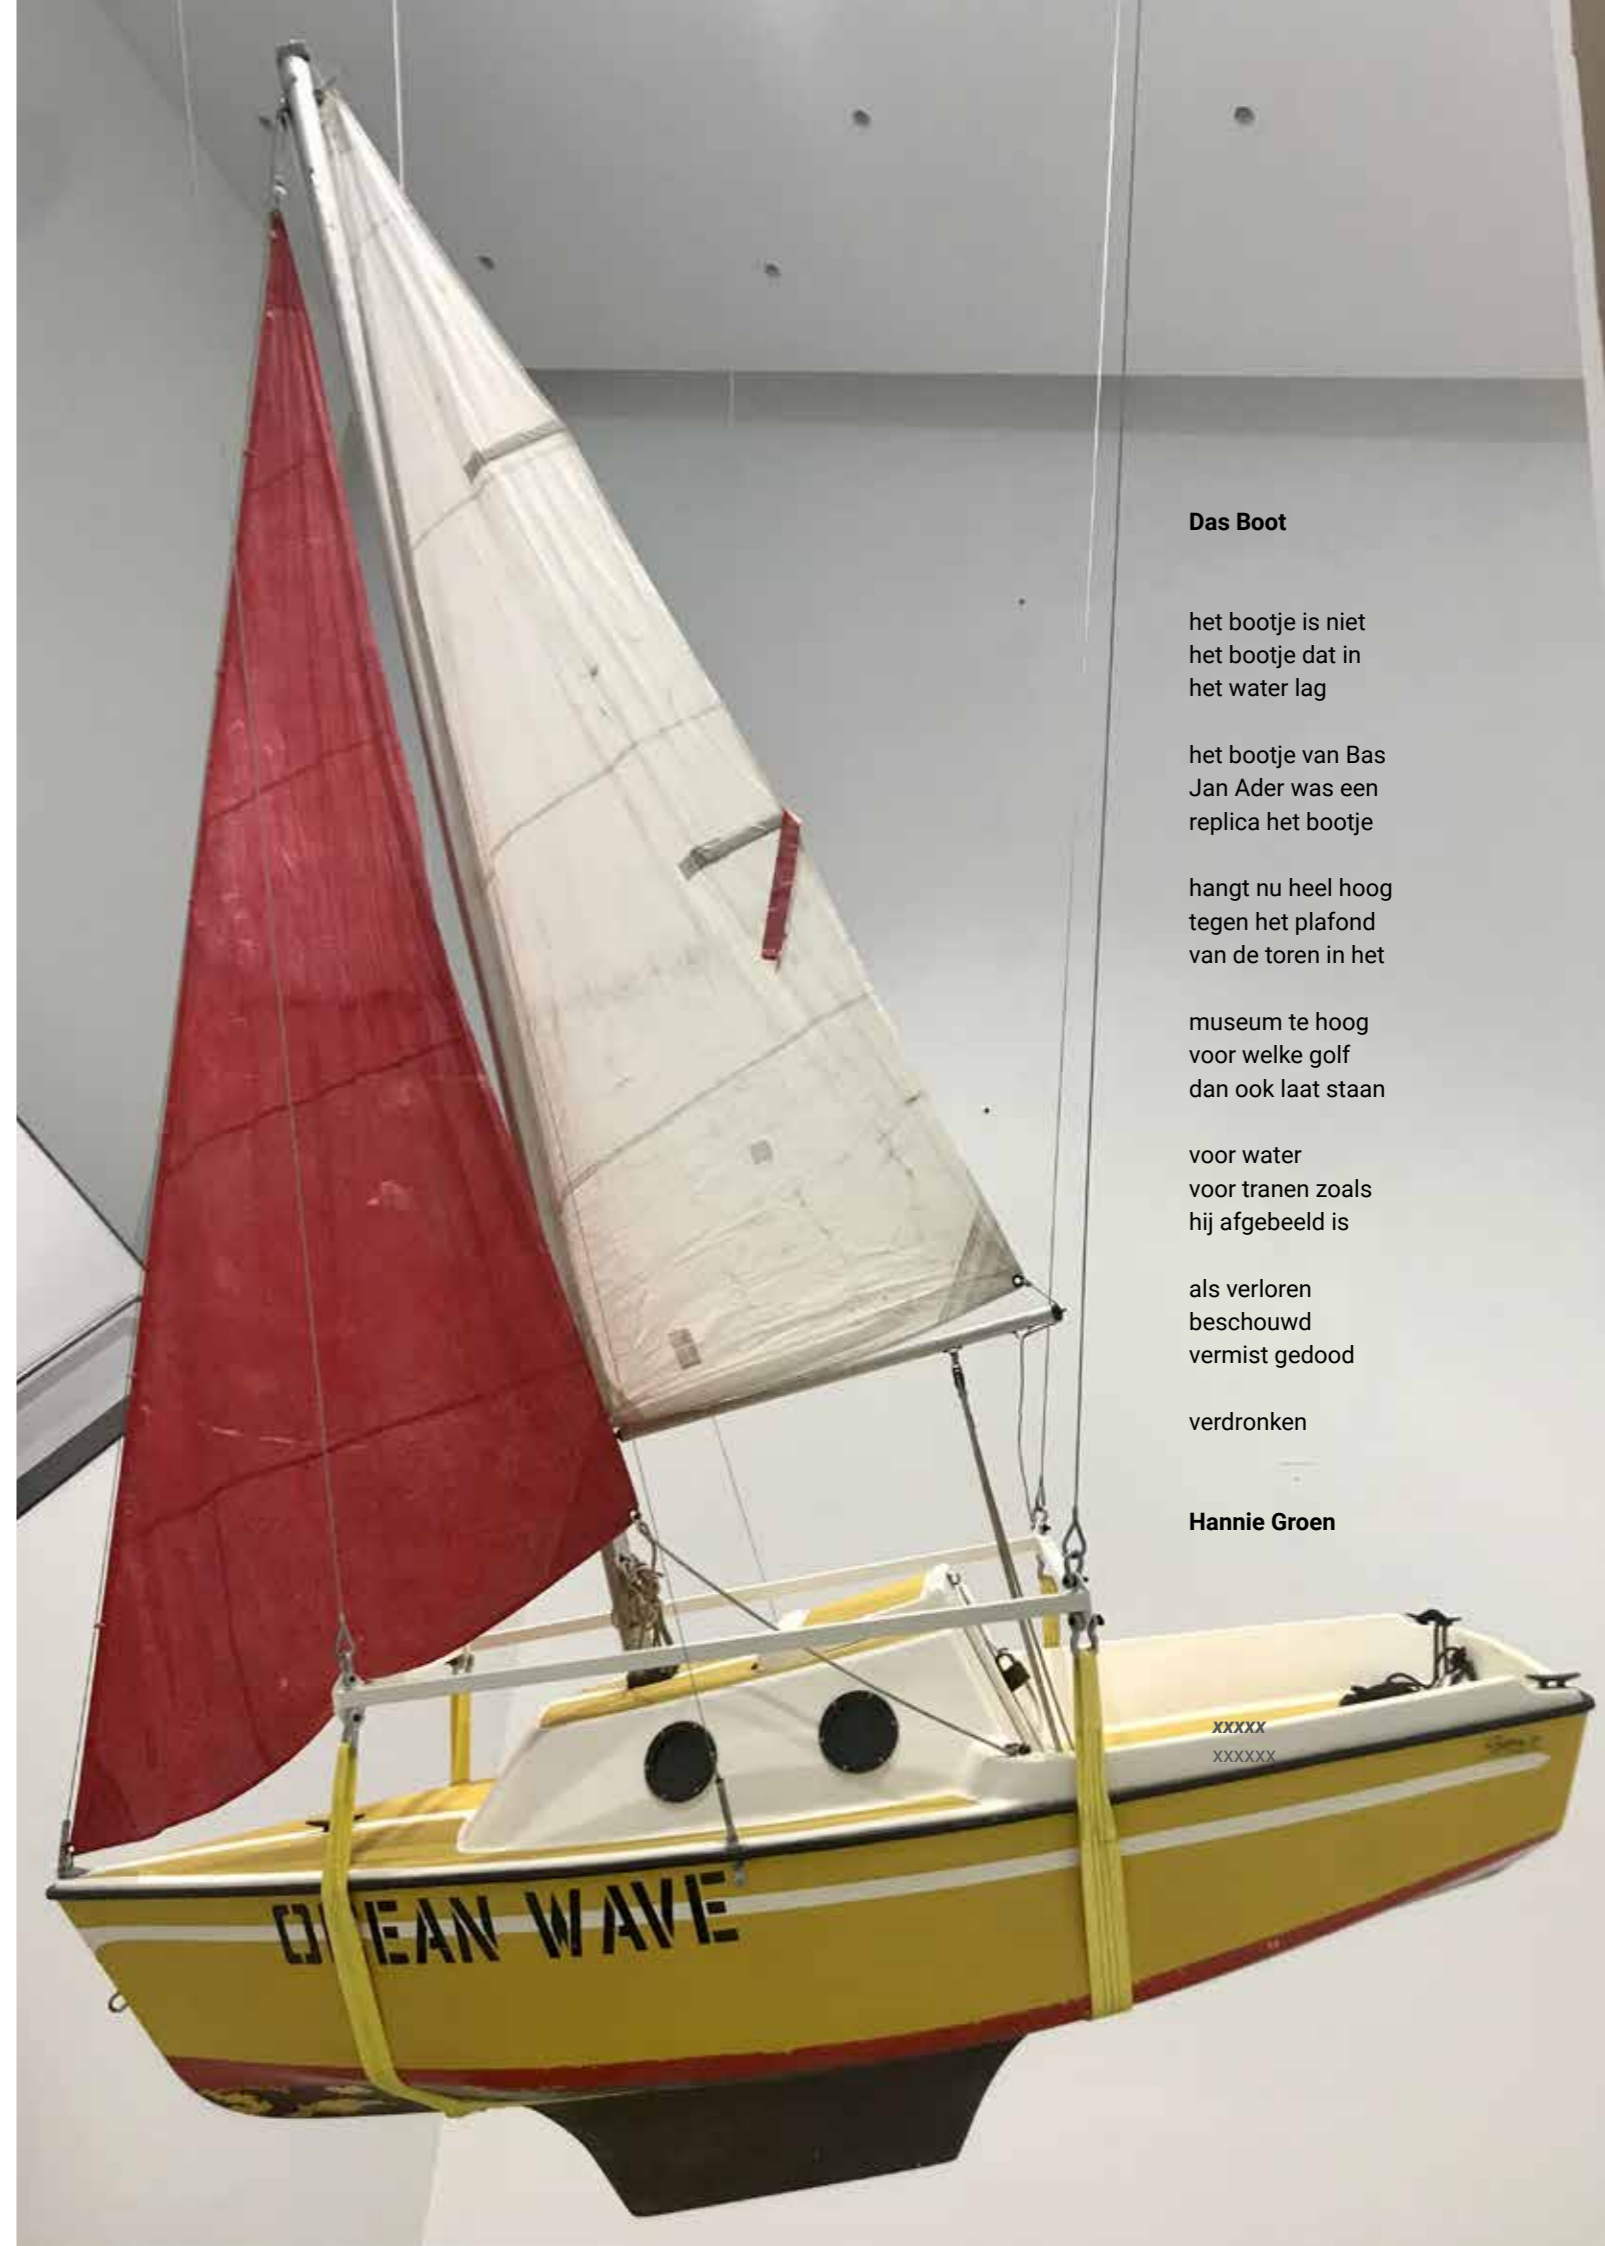 Das Boot
het bootje is niet
het bootje dat in
het water lag
het bootje van Bas
Jan Ader was een
replica het bootje
hangt nu heel hoog
tegen het plafond
van de toren in het
museum te hoog
voor welke golf
dan ook laat staan
voor water
voor tranen zoals
hij afgebeeld is
als verloren
beschouwd
vermist gedood
verdronken
Hannie Groen
xxxxx
xxxxxx
OCEAN WAVE